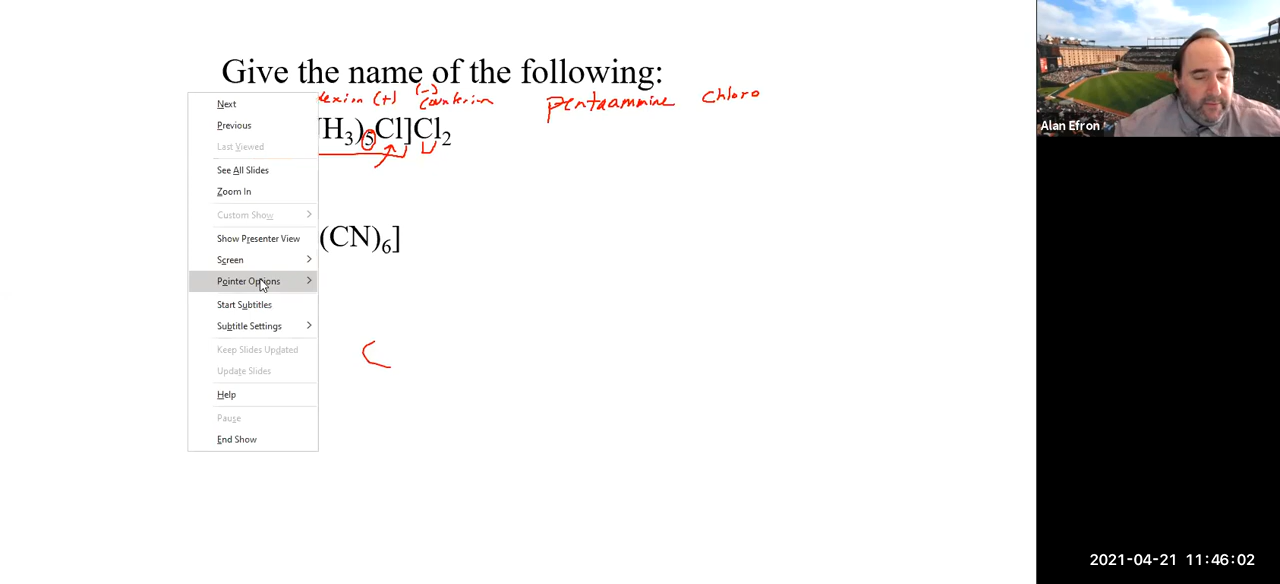 Give the name of the following:
(-)
(+) counterion pentaammine chloro
H3)5Cl]Cl2
(CN)6]
Next
Previous
Last Viewed
See All Slides
Zoom In
Custom Show
Show Presenter View
Screen
Pointer Options
Start Subtitles
Subtitle Settings
Keep Slides Updated
Update Slides
Help
Pause
End Show
Alan Efron
2021-04-21 11:46:02